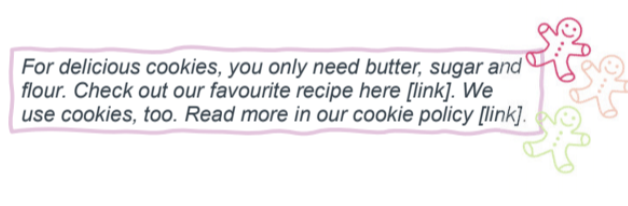 For delicious cookies, you only need butter, sugar and
flour. Check out our favourite recipe here [link]. We
use cookies, too. Read more in our cookie policy [link].